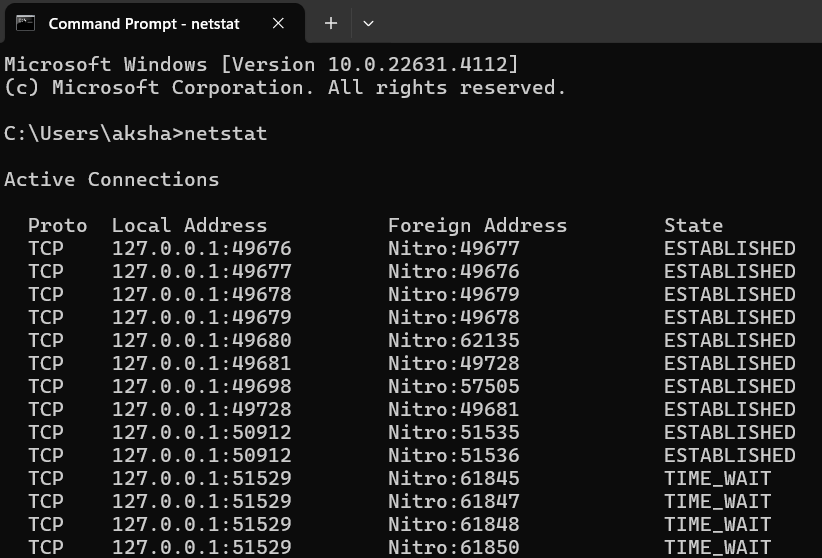 Command Prompt - netstat
Microsoft Windows [Version 10.0.22631.4112]
(c) Microsoft Corporation. All rights reserved.
C:\Users\aksha>netstat
Active Connections
Proto  Local Address          Foreign Address        State
TCP    127.0.0.1:49676        Nitro:49677            ESTABLISHED
TCP    127.0.0.1:49677        Nitro:49676            ESTABLISHED
TCP    127.0.0.1:49678        Nitro:49679            ESTABLISHED
TCP    127.0.0.1:49679        Nitro:49678            ESTABLISHED
TCP    127.0.0.1:49680        Nitro:62135            ESTABLISHED
TCP    127.0.0.1:49681        Nitro:49728            ESTABLISHED
TCP    127.0.0.1:49698        Nitro:57505            ESTABLISHED
TCP    127.0.0.1:49728        Nitro:49681            ESTABLISHED
TCP    127.0.0.1:50912        Nitro:51535            ESTABLISHED
TCP    127.0.0.1:50912        Nitro:51536            ESTABLISHED
TCP    127.0.0.1:51529        Nitro:61845            TIME_WAIT
TCP    127.0.0.1:51529        Nitro:61847            TIME_WAIT
TCP    127.0.0.1:51529        Nitro:61848            TIME_WAIT
TCP    127.0.0.1:51529        Nitro:61850            TIME_WAIT